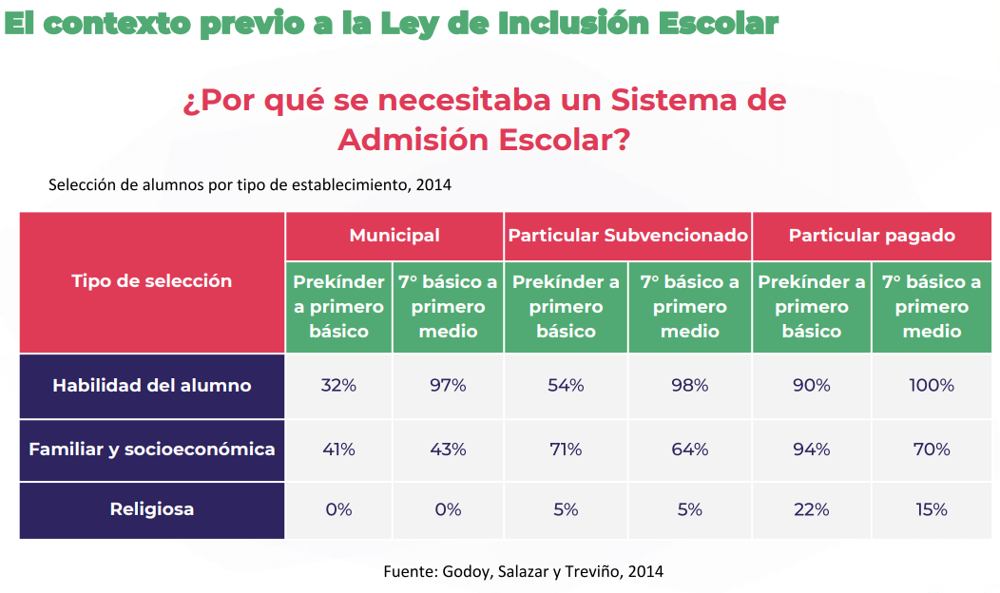 El contexto previo a la Ley de Inclusión Escolar
¿Por qué se necesitaba un Sistema de
Admisión Escolar?
Selección de alumnos por tipo de establecimiento, 2014
Tipo de selección
Municipal
Particular Subvencionado
Particular pagado
Prekínder
a primero
básico
7° básico a
primero
medio
Prekínder a
primero
básico
7° básico a
primero
medio
Prekínder a
primero
básico
7° básico a
primero
medio
Habilidad del alumno 32% 97% 54% 98% 90% 100%
Familiar y socioeconómica 41% 43% 71% 64% 94% 70%
Religiosa 0% 0% 5% 5% 22% 15%
Fuente: Godoy, Salazar y Treviño, 2014